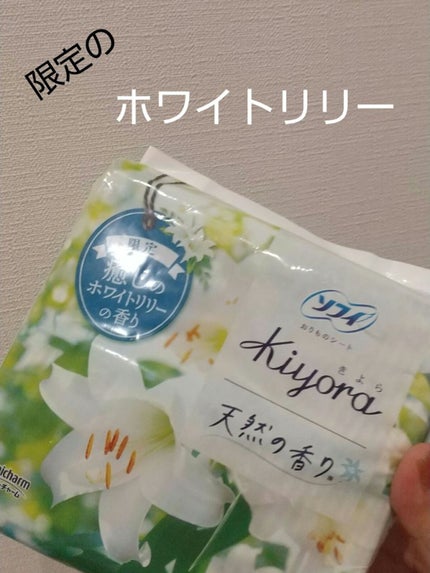 限定の
ホワイトリリー
限定
癒しの
ホワイトリリー
の香り
ソフィ
おりものシート
きよら
Kiyora
天然の香り
nicharm